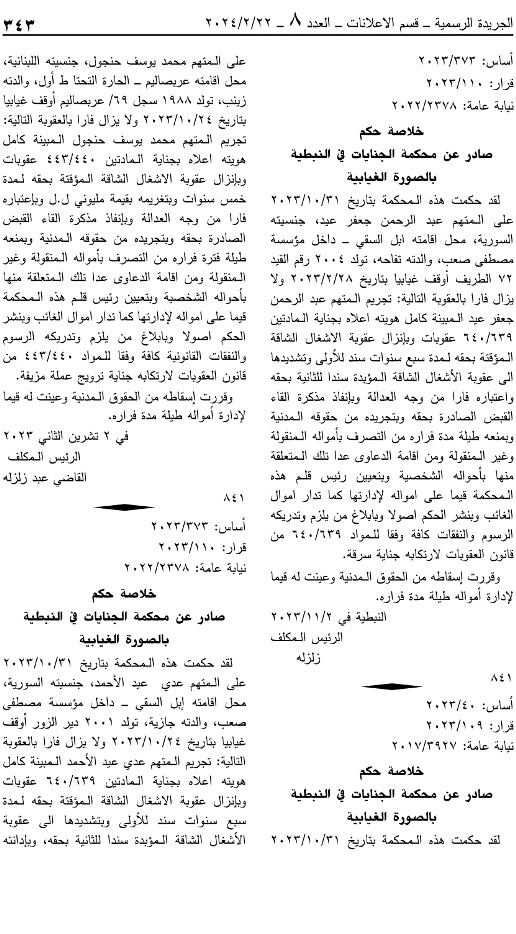 الجريدة الرسمية – قسم الاعلانات – العدد ٨ – ٢٠٢٤/٢/٢٢
٣٤٣
أساس: ٢٠٢٣/٣٧٣
قرار: ٢٠٢٣/١١٠
نيابة عامة: ٢٠٢٢/٢٣٧٨
خلاصة حكم
صادر عن محكمة الجنايات في النبطية
بالصورة الغيابية
لقد حكمت هذه المحكمة بتاريخ ٢٠٢٣/١٠/٣١
على المتهم عبد الرحمن جعفر عيد، جنسيته
السورية، محل اقامته ابل السقي – داخل مؤسسة
مصطفى صعب، والدته تفاحه، تولد ٢٠٠٤ رقم القيد
٧٢ الطريف أوقف غيابيا بتاريخ ٢٠٢٣/٢/٢٨ ولا
يزال فارا بالعقوبة التالية: تجريم المتهم عبد الرحمن
جعفر عيد المبينة كامل هويته اعلاه بجناية المادتين
٦٤٠/٦٣٩ عقوبات وبإنزال عقوبة الاشغال الشاقة
المؤقتة بحقه لمدة سبع سنوات سند للأولى وتشديدها
الى عقوبة الأشغال الشاقة المؤبدة سندا للثانية بحقه
واعتباره فارا من وجه العدالة وبإنفاذ مذكرة القاء
القبض الصادرة بحقه وبتجريده من حقوقه المدنية
وبمنعه طيلة مدة فراره من التصرف بأمواله المنقولة
وغير المنقولة ومن اقامة الدعاوى عدا تلك المتعلقة
منها بأحواله الشخصية وبتعيين رئيس قلم هذه
المحكمة قيما على امواله لإدارتها كما تدار اموال
الغائب وبنشر الحكم اصولا وبابلاغ من يلزم وتدريكه
الرسوم والنفقات كافة وفقا للمواد ٦٤٠/٦٣٩ من
قانون العقوبات لارتكابه جناية سرقة.
وقررت إسقاطه من الحقوق المدنية وعينت له قيما
لإدارة أمواله طيلة مدة فراره.
النبطية في ٢٠٢٣/١١/٢
الرئيس المكلف
زلزله
٨٤١
أساس: ٢٠٢٣/٤٠
قرار: ٢٠٢٣/١٠٩
نيابة عامة: ٢٠١٧/٣٩٢٧
خلاصة حكم
صادر عن محكمة الجنايات في النبطية
بالصورة الغيابية
لقد حكمت هذه المحكمة بتاريخ ٢٠٢٣/١٠/٣١
على المتهم محمد يوسف حنجول، جنسيته اللبنانية،
محل اقامته عربصاليم – الحارة التحتا ط أول، والدته
زينب، تولد ١٩٨٨ سجل ٦٩/ عربصاليم أوقف غيابيا
بتاريخ ٢٠٢٣/١٠/٢٤ ولا يزال فارا بالعقوبة التالية:
تجريم المتهم محمد يوسف حنجول المبينة كامل
هويته اعلاه بجناية المادتين ٤٤٣/٤٤٠ عقوبات
وبإنزال عقوبة الاشغال الشاقة المؤقتة بحقه لمدة
خمس سنوات وبتغريمه بقيمة مليوني ل.ل وبإعتباره
فارا من وجه العدالة وبإنفاذ مذكرة القاء القبض
الصادرة بحقه وبتجريده من حقوقه المدنية وبمنعه
طيلة فترة فراره من التصرف بأمواله المنقولة وغير
المنقولة ومن اقامة الدعاوى عدا تلك المتعلقة منها
بأحواله الشخصية وبتعيين رئيس قلم هذه المحكمة
قيما على امواله لإدارتها كما تدار اموال الغائب وبنشر
الحكم اصولا وبابلاغ من يلزم وتدريكه الرسوم
والنفقات القانونية كافة وفقا للمواد ٤٤٣/٤٤٠ من
قانون العقوبات لارتكابه جناية ترويج عملة مزيفة.
وقررت إسقاطه من الحقوق المدنية وعينت له قيما
لإدارة أمواله طيلة مدة فراره.
في ٢ تشرين الثاني ٢٠٢٣
الرئيس المكلف
القاضي عبد زلزله
٨٤١
أساس: ٢٠٢٣/٣٧٣
قرار: ٢٠٢٣/١١٠
نيابة عامة: ٢٠٢٢/٢٣٧٨
خلاصة حكم
صادر عن محكمة الجنايات في النبطية
بالصورة الغيابية
لقد حكمت هذه المحكمة بتاريخ ٢٠٢٣/١٠/٣١
على المتهم عدي عيد الأحمد، جنسيته السورية،
محل اقامته إبل السقي – داخل مؤسسة مصطفى
صعب، والدته جازية، تولد ٢٠٠١ دير الزور أوقف
غيابيا بتاريخ ٢٠٢٣/١٠/٢٤ ولا يزال فارا بالعقوبة
التالية: تجريم المتهم عدي عيد الأحمد المبينة كامل
هويته اعلاه بجناية المادتين ٦٤٠/٦٣٩ عقوبات
وبإنزال عقوبة الاشغال الشاقة المؤقتة بحقه لمدة
سبع سنوات سند للأولى وبتشديدها الى عقوبة
الأشغال الشاقة المؤبدة سندا للثانية بحقه، وبإدانته